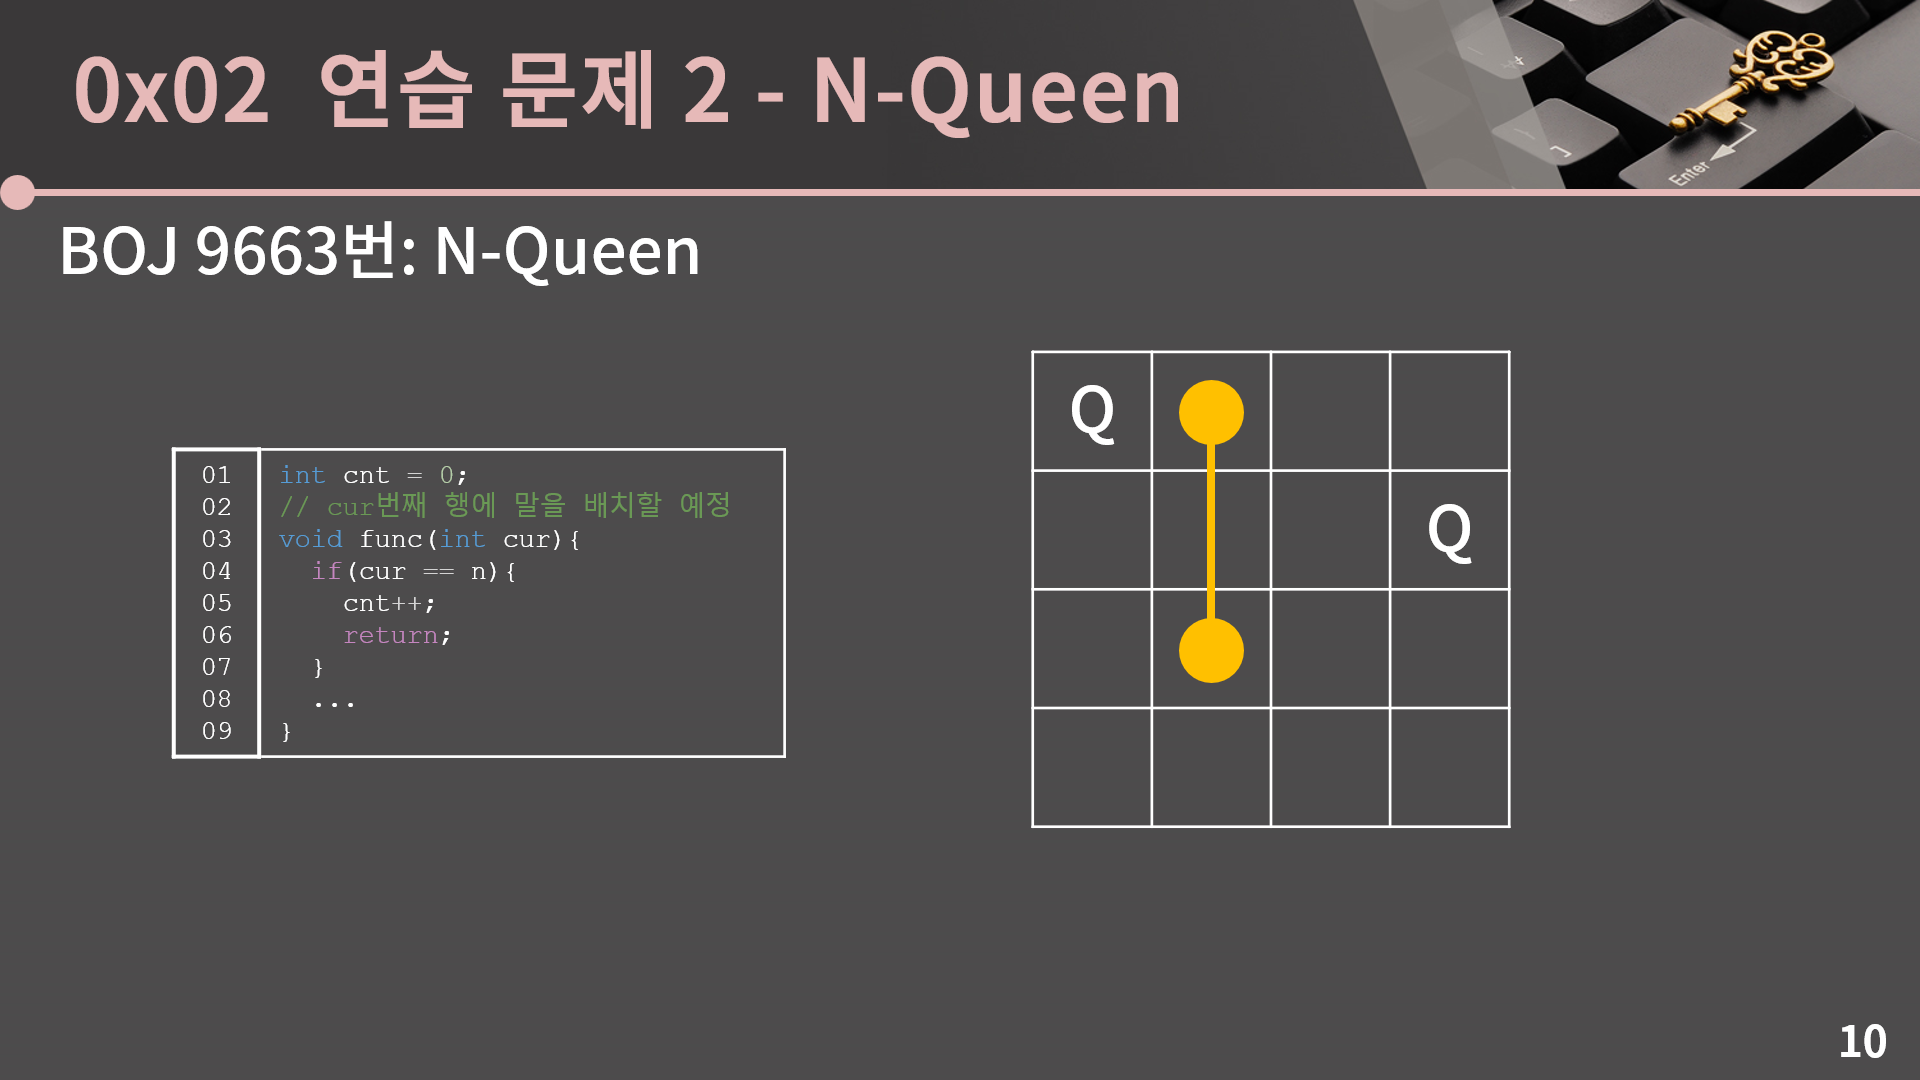 0x02 연습 문제 2 - N-Queen
Enter
BOJ 9663번: N-Queen
01 int cnt = 0;
02 // cur번째 행에 말을 배치할 예정
03 void func(int cur){
04 if(cur == n){
05 cnt++;
06 return;
07 }
08 ...
09 }
Q
Q
10